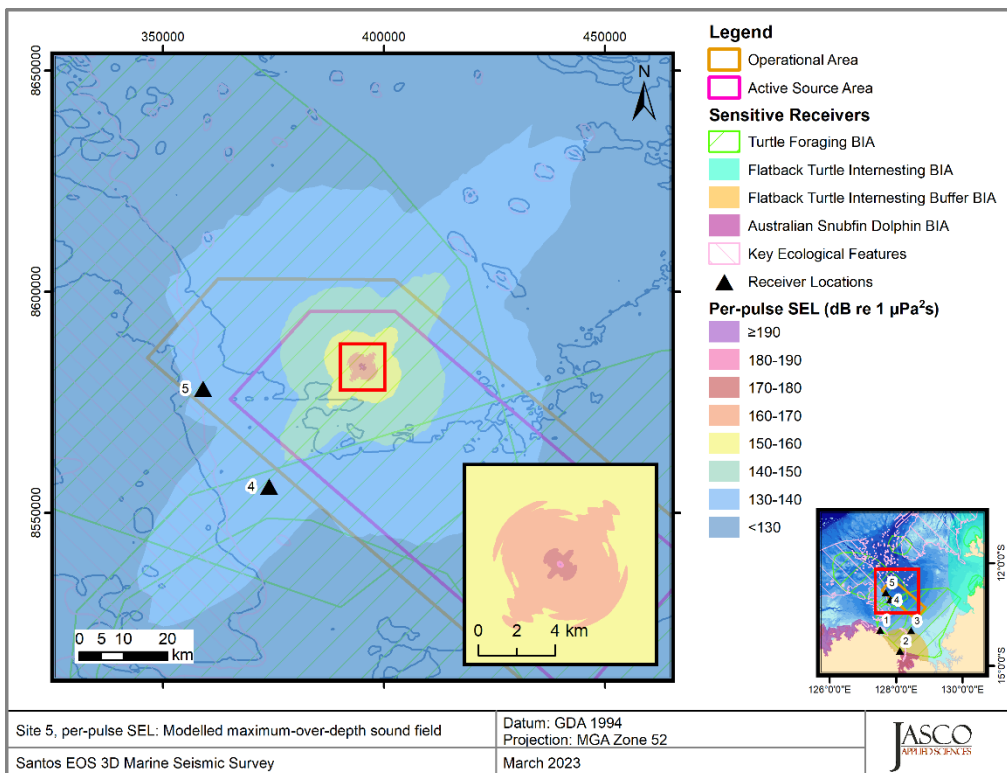 350000
400000
450000
8650000
8600000
8550000
N
5
4
0 5 10 20
km
0 2 4 km
Legend
Operational Area
Active Source Area
Sensitive Receivers
Turtle Foraging BIA
Flatback Turtle Internesting BIA
Flatback Turtle Internesting Buffer BIA
Australian Snubfin Dolphin BIA
Key Ecological Features
Receiver Locations
Per-pulse SEL (dB re 1 µPa²s)
≥190
180-190
170-180
160-170
150-160
140-150
130-140
<130
5
4
1
3
2
12°0'0"S
15°0'0"S
126°0'0"E
128°0'0"E
130°0'0"E
Site 5, per-pulse SEL: Modelled maximum-over-depth sound field
Datum: GDA 1994
Projection: MGA Zone 52
Santos EOS 3D Marine Seismic Survey
March 2023
JASCO
APPLIED SCIENCES